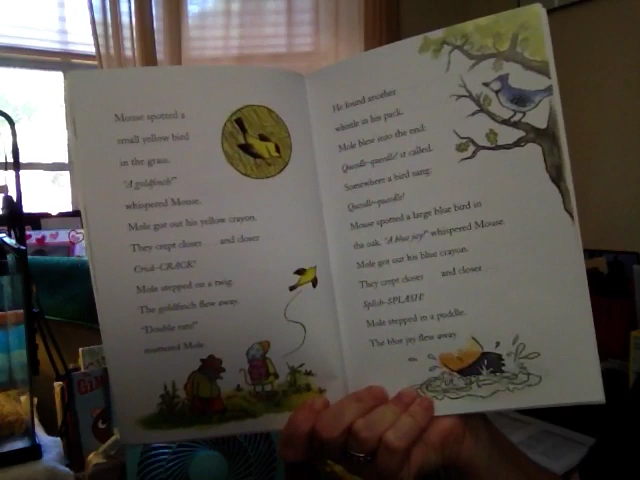 Mouse spotted a
small yellow bird
in the grass.
"A goldfinch!"
whispered Mouse.
Mole got out his yellow crayon.
They crept closer and closer
Crick-CRACK!
Mole stepped on a twig.
The goldfinch flew away.
"Double rats!"
muttered Mole.
He found another
whistle in his pack.
Mole blew into the end:
Queedle-queedle! it called.
Somewhere a bird sang:
Queedle-queedle!
Mouse spotted a large blue bird in
the oak. "A blue jay!" whispered Mouse.
Mole got out his blue crayon.
They crept closer and closer
Splish-SPLASH!
Mole stepped in a puddle.
The blue jay flew away.